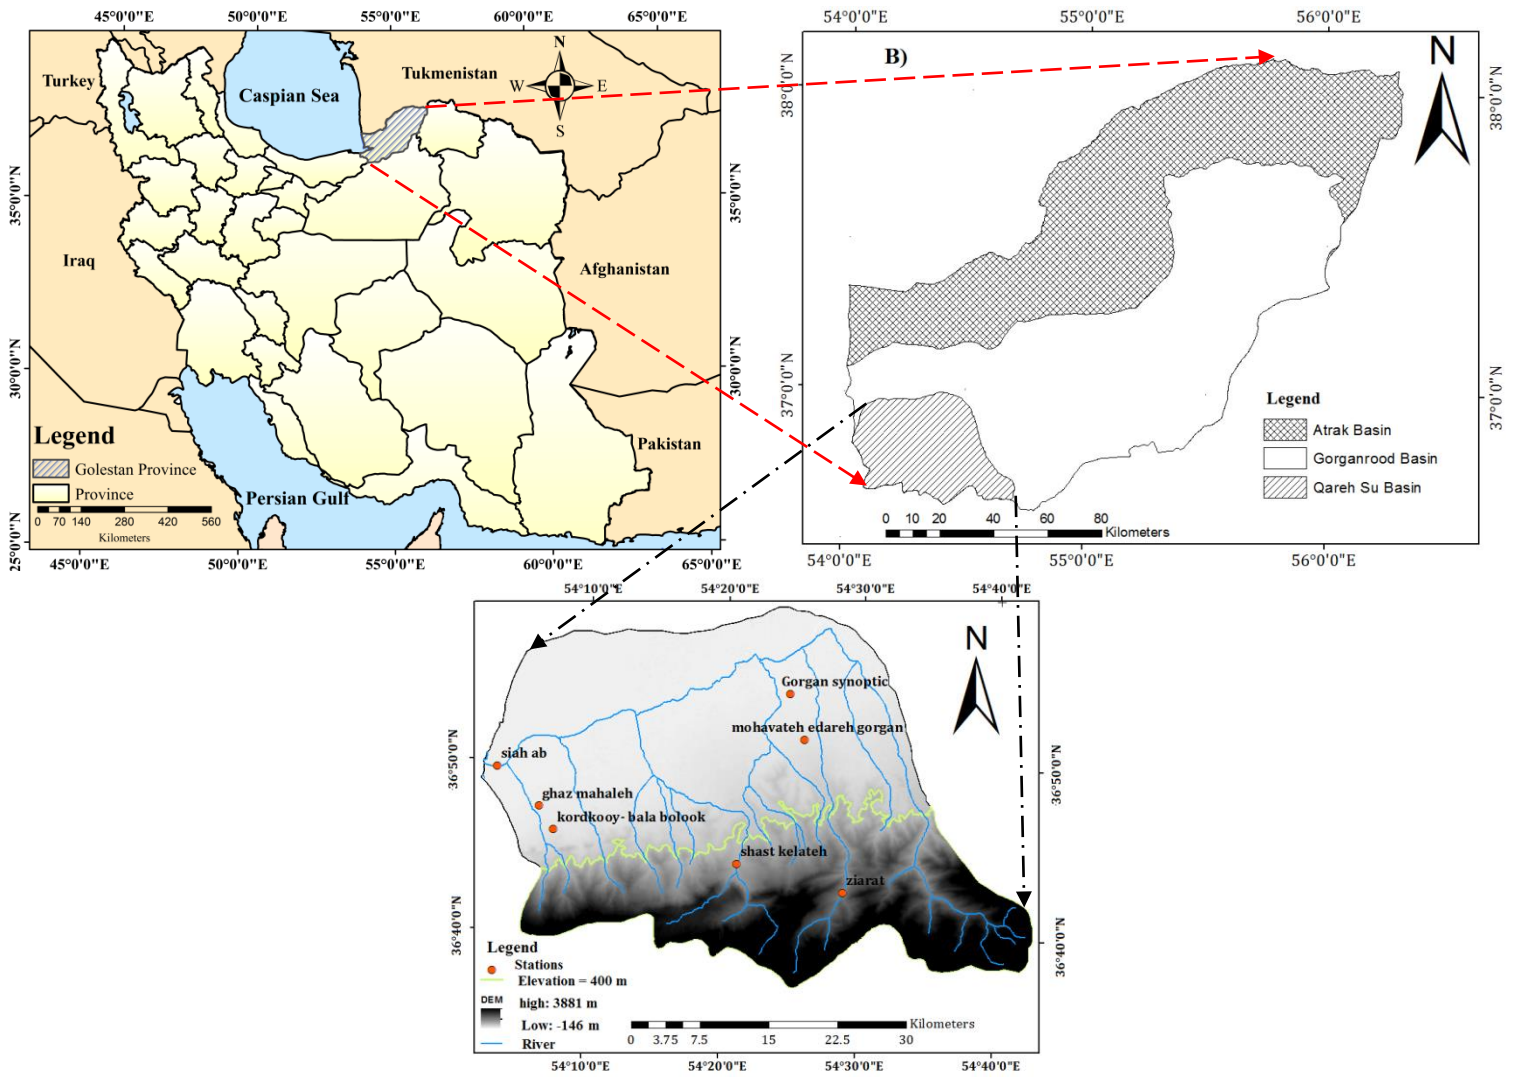 45°0'0"E 50°0'0"E 55°0'0"E 60°0'0"E 65°0'0"E
Turkey
Caspian Sea
Tukmenistan
N
W E
S
35°0'0"N
35°0'0"N
Iraq
Afghanistan
30°0'0"N
30°0'0"N
Legend
Golestan Province
Province
0 70 140 280 420 560
Kilometers
Persian Gulf
Pakistan
25°0'0"N
45°0'0"E 50°0'0"E 55°0'0"E 60°0'0"E 65°0'0"E
54°0'0"E 55°0'0"E 56°0'0"E
B)
N
38°0'0"N
38°0'0"N
37°0'0"N
37°0'0"N
Legend
Atrak Basin
Gorganrood Basin
Qareh Su Basin
0 10 20 40 60 80
Kilometers
54°0'0"E 55°0'0"E 56°0'0"E
54°10'0"E 54°20'0"E 54°30'0"E 54°40'0"E
N
Gorgan synoptic
mohavateh edareh gorgan
siah ab
36°50'0"N
36°50'0"N
ghaz mahaleh
kordkooy- bala bolook
shast kelateh
ziarat
36°40'0"N
36°40'0"N
Legend
Stations
Elevation = 400 m
DEM
high: 3881 m
Low: -146 m
River
Kilometers
0 3.75 7.5 15 22.5 30
54°10'0"E 54°20'0"E 54°30'0"E 54°40'0"E